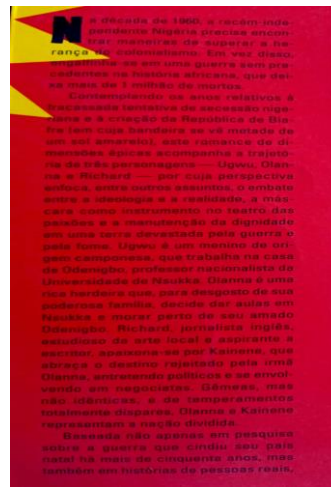 Na década de 1960, a recém-inde-
pendente Nigéria precisa encon-
trar maneiras de superar a he-
rança do colonialismo. Em vez disso,
engalfinha-se em uma guerra sem pre-
cedentes na história africana, que dei-
xa mais de 1 milhão de mortos.
Contemplando os anos relativos à
fracassada tentativa de secessão nige-
riana e à criação da República de Bia-
fra (em cuja bandeira se vê metade de
um sol amarelo), este romance de di-
mensões épicas acompanha a trajetó-
ria de três personagens — Ugwu, Olan-
na e Richard — por cuja perspectiva
enfoca, entre outros assuntos, o embate
entre a ideologia e a realidade, a más-
cara como instrumento no teatro das
paixões e a manutenção da dignidade
em uma terra devastada pela guerra e
pela fome. Ugwu é um menino de ori-
gem camponesa, que trabalha na casa
de Odenigbo, professor nacionalista da
Universidade de Nsukka. Olanna é uma
rica herdeira que, para desgosto de sua
poderosa família, decide dar aulas em
Nsukka e morar perto de seu amado
Odenigbo. Richard, jornalista inglês,
estudioso da arte local e aspirante a
escritor, apaixona-se por Kainene, que
abraça o destino rejeitado pela irmã
Olanna, entretendo políticos e se envol-
vendo em negociatas. Gêmeas, mas
não idênticas, e de temperamentos
totalmente díspares, Olanna e Kainene
representam a nação dividida.
Baseada não apenas em pesquisa
sobre a guerra que cindiu seu país
natal há mais de cinquenta anos, mas
também em histórias de pessoas reais,